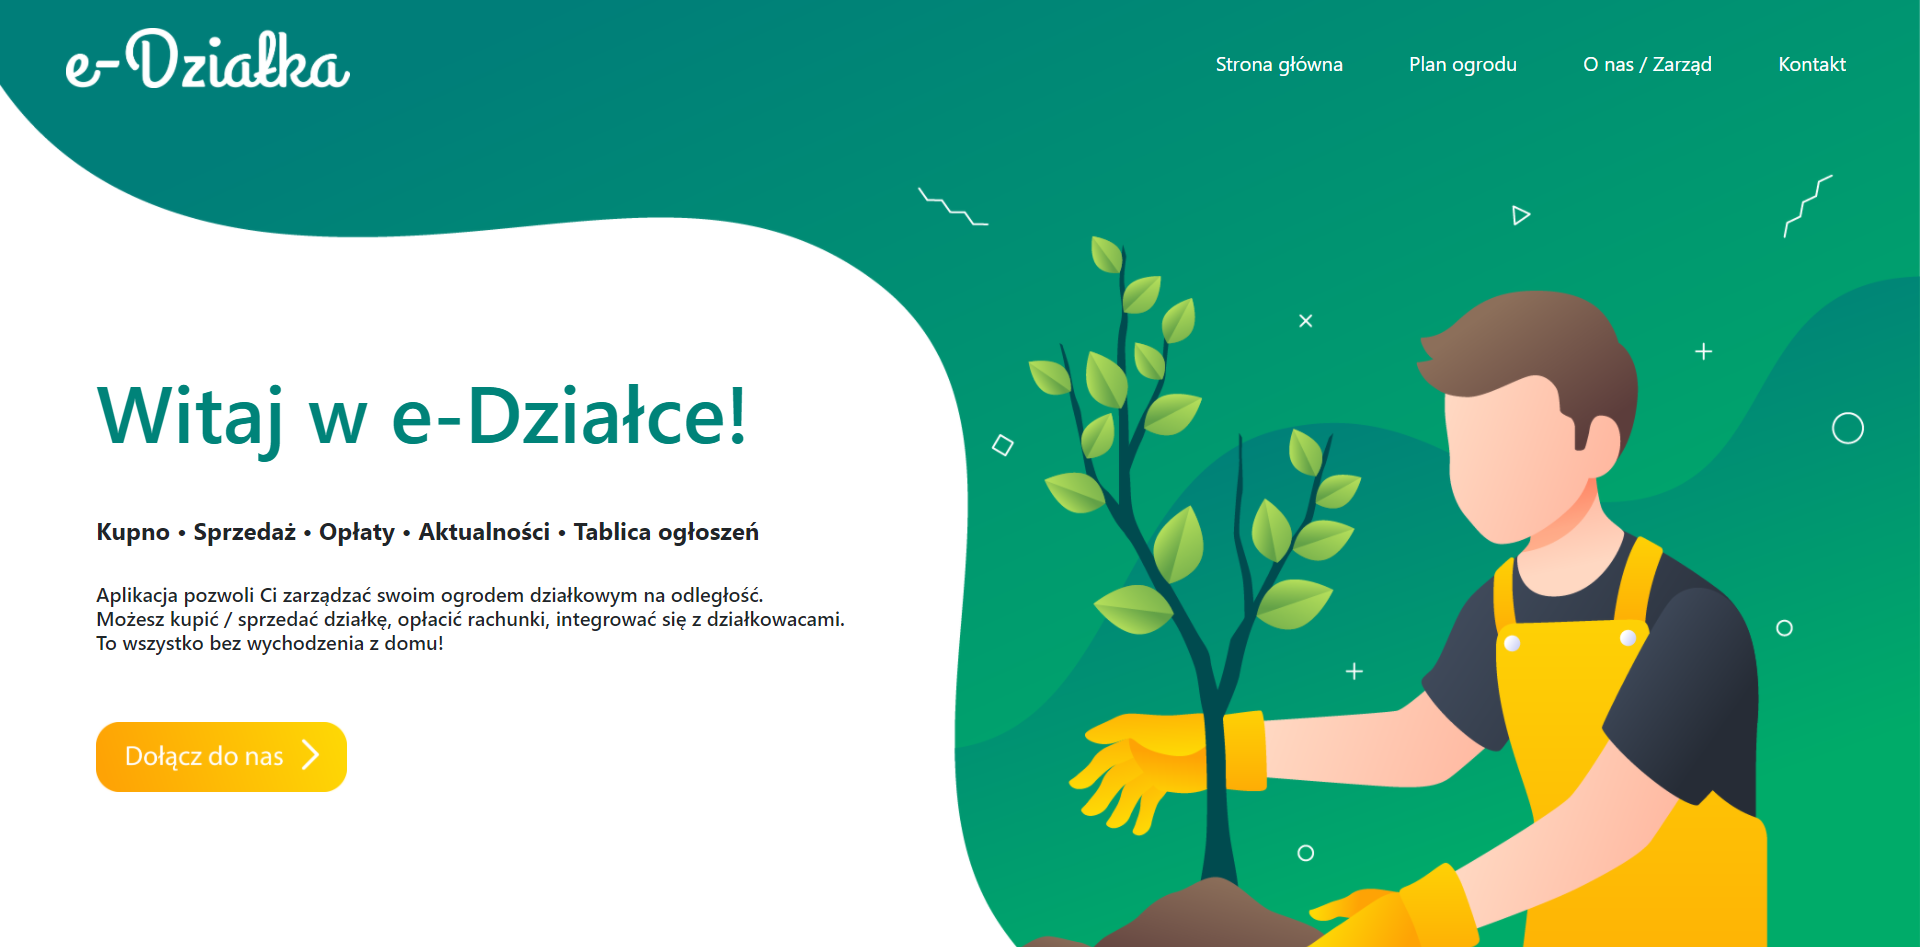 e-Działka
Strona główna
Plan ogrodu
O nas / Zarząd
Kontakt
Witaj w e-Działce!
Kupno • Sprzedaż • Opłaty • Aktualności • Tablica ogłoszeń
Aplikacja pozwoli Ci zarządzać swoim ogrodem działkowym na odległość.
Możesz kupić / sprzedać działkę, opłacić rachunki, integrować się z działkowacami.
To wszystko bez wychodzenia z domu!
Dołącz do nas